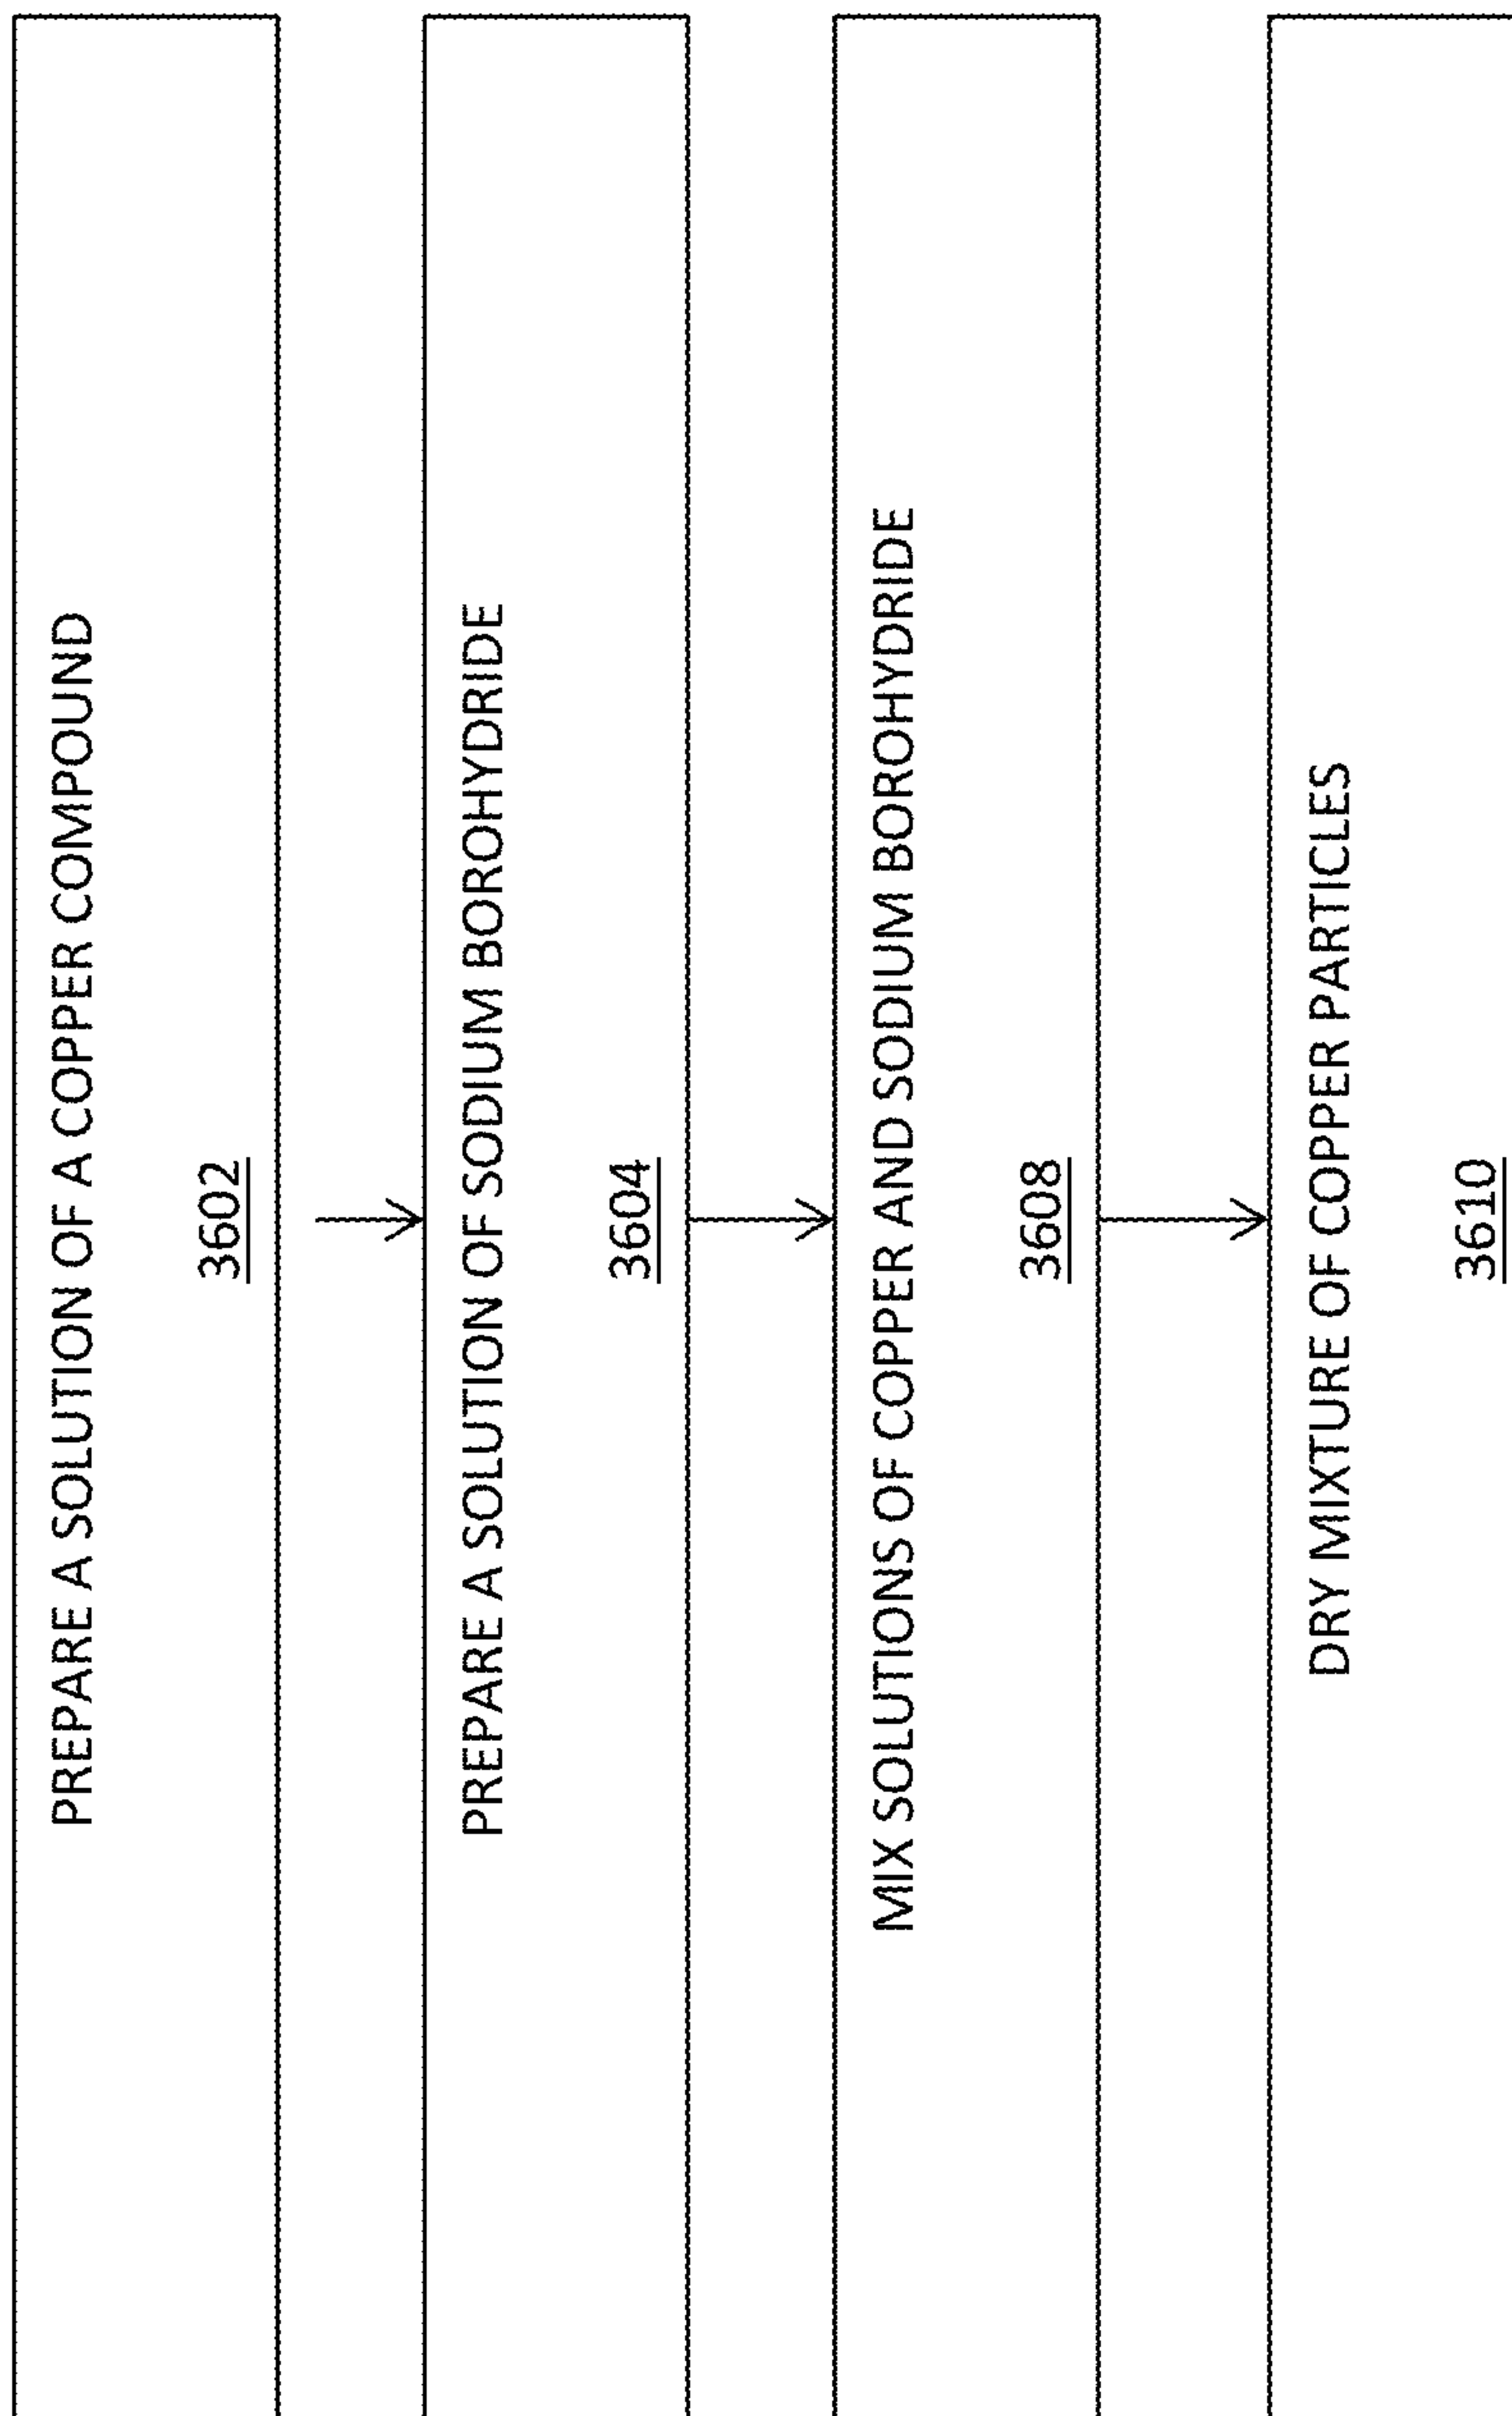 PREPARE A SOLUTION OF A COPPER COMPOUND
3602
PREPARE A SOLUTION OF SODIUM BOROHYDRIDE
3604
MIX SOLUTIONS OF COPPER AND SODIUM BOROHYDRIDE
3608
DRY MIXTURE OF COPPER PARTICLES
3610